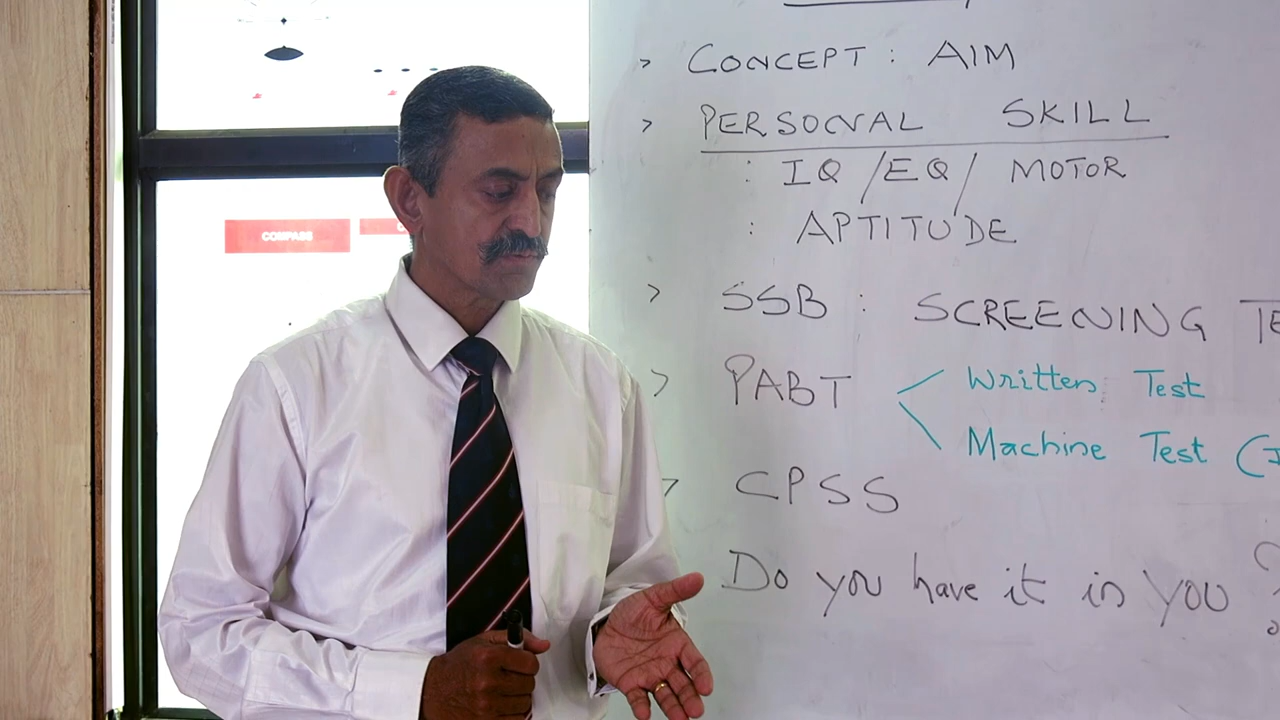 > CONCEPT : AIM
> PERSONAL SKILL
: IQ / EQ / MOTOR
: APTITUDE
> SSB : SCREENING
> PABT < Written Test
Machine Test (
> CPSS
Do you have it in you ?
COMPASS